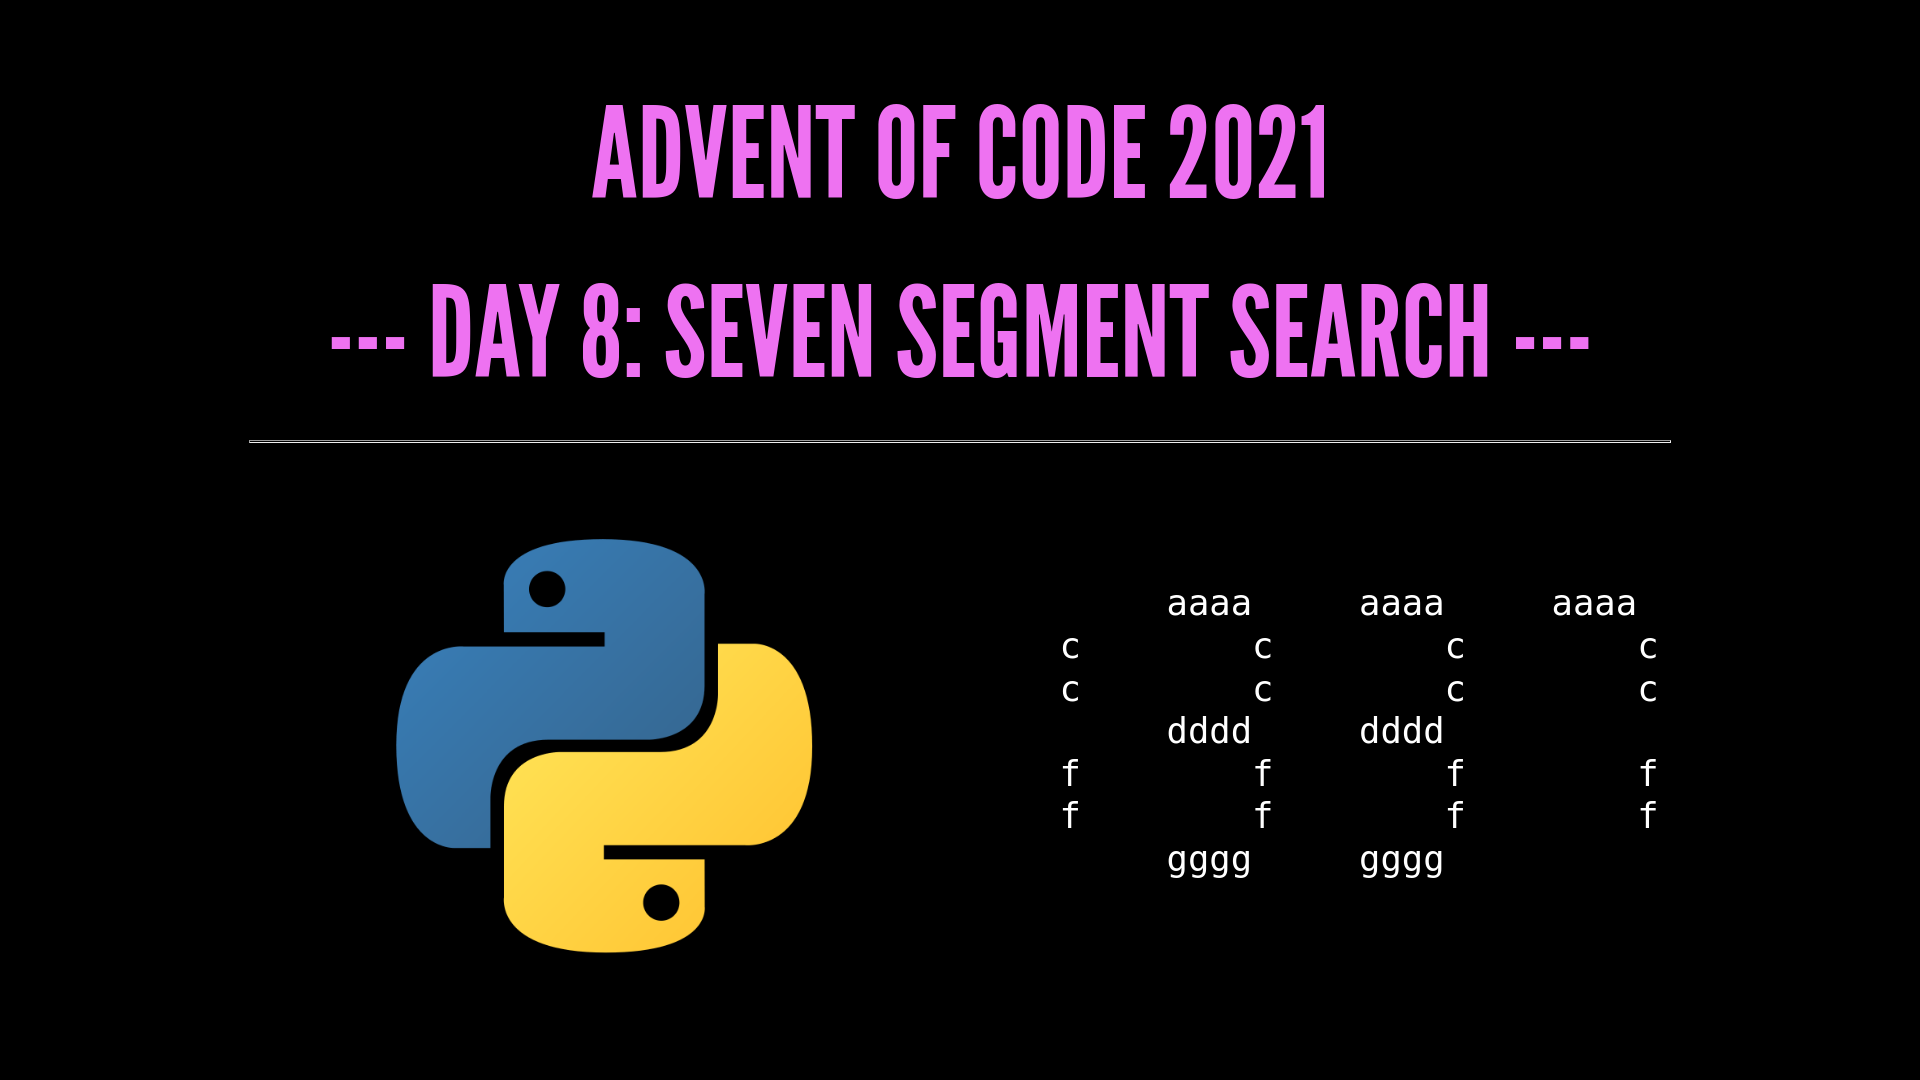 ADVENT OF CODE 2021
--- DAY 8: SEVEN SEGMENT SEARCH ---
     aaaa     aaaa     aaaa
c        c        c        c
c        c        c        c
     dddd     dddd
f        f        f        f
f        f        f        f
     gggg     gggg